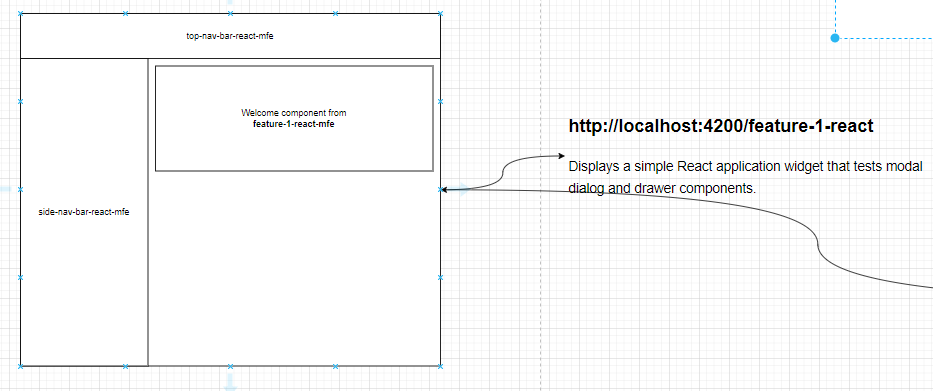 top-nav-bar-react-mfe
Welcome component from
feature-1-react-mfe
side-nav-bar-react-mfe
http://localhost:4200/feature-1-react
Displays a simple React application widget that tests modal
dialog and drawer components.